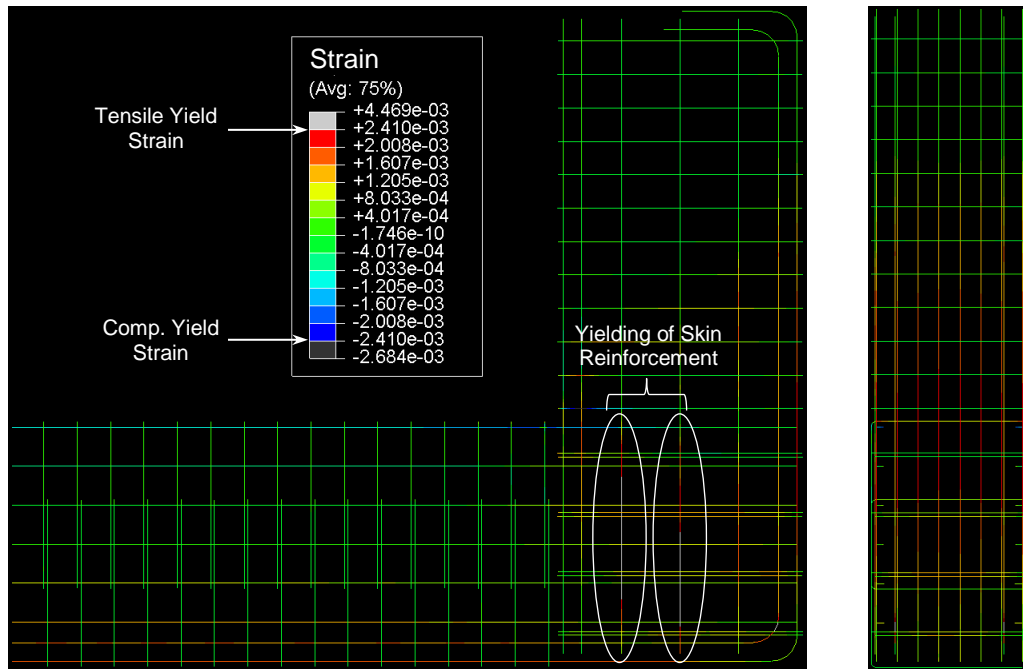 Strain
(Avg: 75%)
+4.469e-03
+2.410e-03
+2.008e-03
+1.607e-03
+1.205e-03
+8.033e-04
+4.017e-04
-1.746e-10
-4.017e-04
-8.033e-04
-1.205e-03
-1.607e-03
-2.008e-03
-2.410e-03
-2.684e-03
Tensile Yield
Strain
Comp. Yield
Strain
Yielding of Skin
Reinforcement